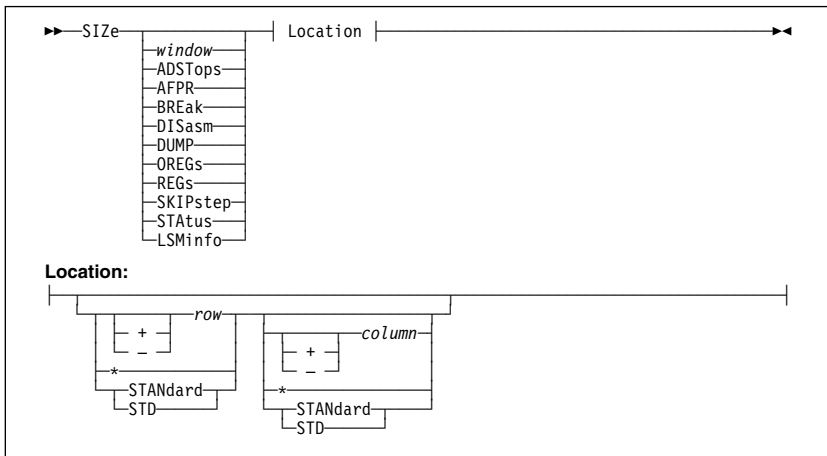 SIZe Location
window
ADSTops
AFPR
BREak
DISasm
DUMP
OREGs
REGs
SKIPstep
STAtus
LSMinfo
Location:
row
+ column
– +
–
*
STANdard *
STD STANdard
STD